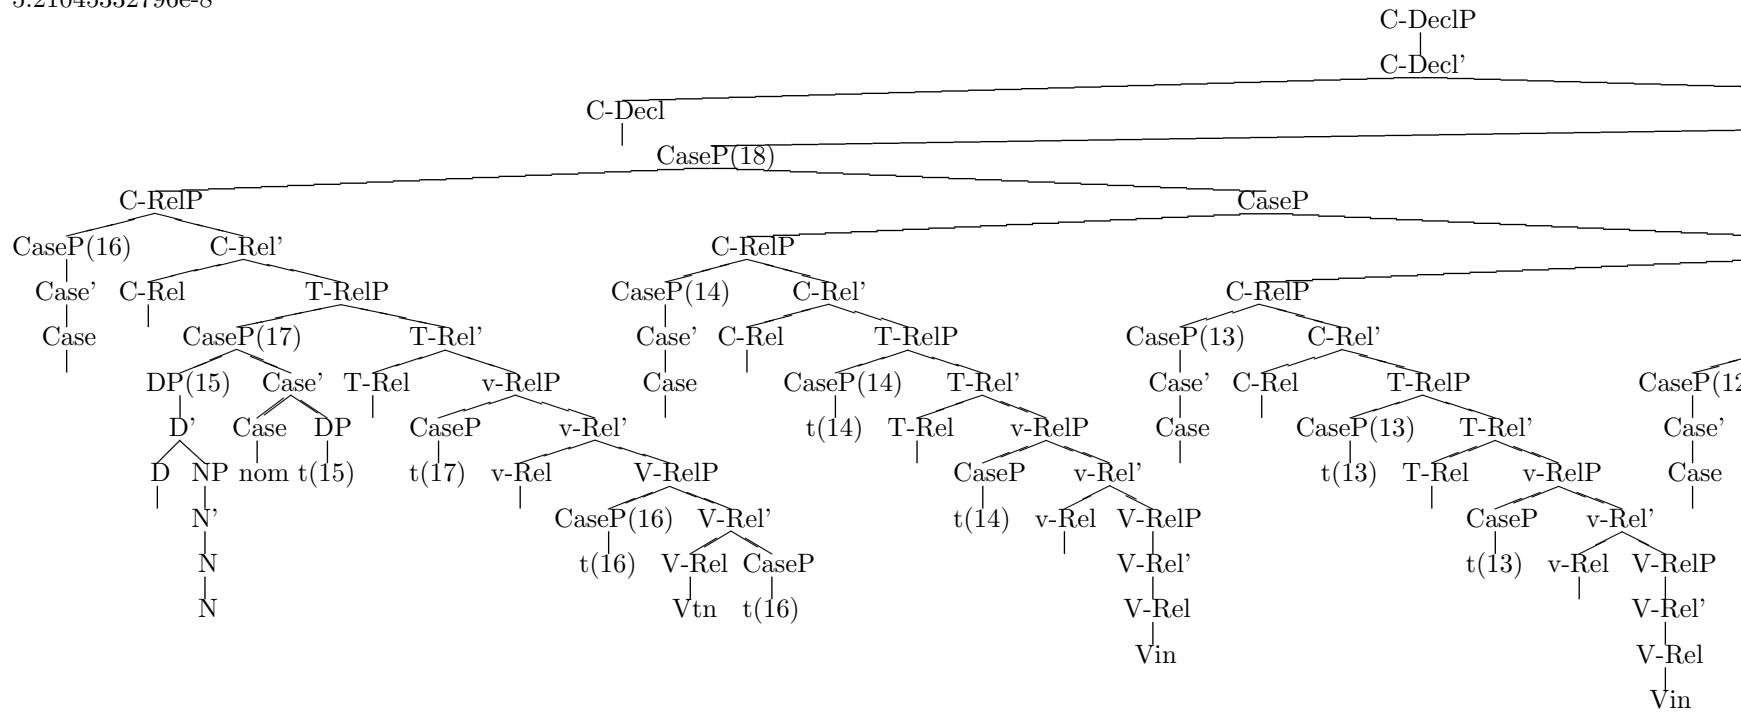 C-DeclP
C-Decl’
C-Decl
CaseP(18)
C-RelP CaseP
CaseP(16) C-Rel’ C-RelP
Case’ C-Rel T-RelP CaseP(14) C-Rel’ C-RelP
Case CaseP(17) T-Rel’ Case’ C-Rel T-RelP CaseP(13) C-Rel’
DP(15) Case’ T-Rel v-RelP Case CaseP(14) T-Rel’ Case’ C-Rel T-RelP CaseP(12
D’ Case DP CaseP v-Rel’ t(14) T-Rel v-RelP Case CaseP(13) T-Rel’ Case’
D NP nom t(15) t(17) v-Rel V-RelP CaseP v-Rel’ t(13) T-Rel v-RelP Case
N’ CaseP(16) V-Rel’ t(14) v-Rel V-RelP CaseP v-Rel’
N t(16) V-Rel CaseP V-Rel’ t(13) v-Rel V-RelP
N Vtn t(16) V-Rel V-Rel’
Vin V-Rel
Vin